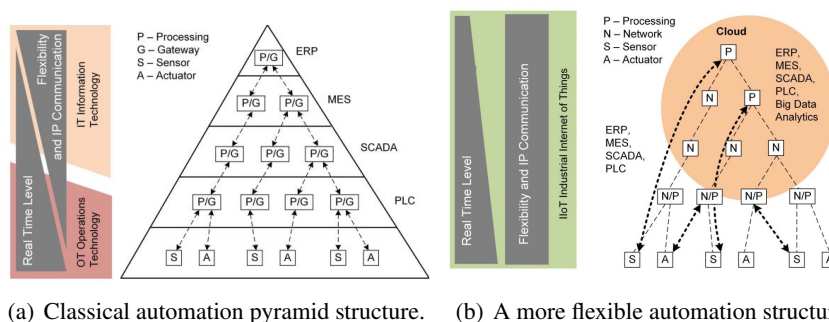 Flexibility
and IP Communication
Real Time Level
IT Information
Technology
OT Operations
Technology
P – Processing
G – Gateway
S – Sensor
A – Actuator
ERP
P/G
MES
P/G P/G
SCADA
P/G P/G P/G
PLC
P/G P/G P/G P/G
S A S A S A
(a) Classical automation pyramid structure.
Real Time Level
Flexibility and IP Communication
IIoT Industrial Internet of Things
P – Processing
N – Network
S – Sensor
A – Actuator
Cloud
P
ERP,
MES,
SCADA,
PLC,
Big Data
Analytics
N P
ERP,
MES,
SCADA,
PLC
N N N
N/P N/P N/P N/P
S A S A S A
(b) A more flexible automation structu